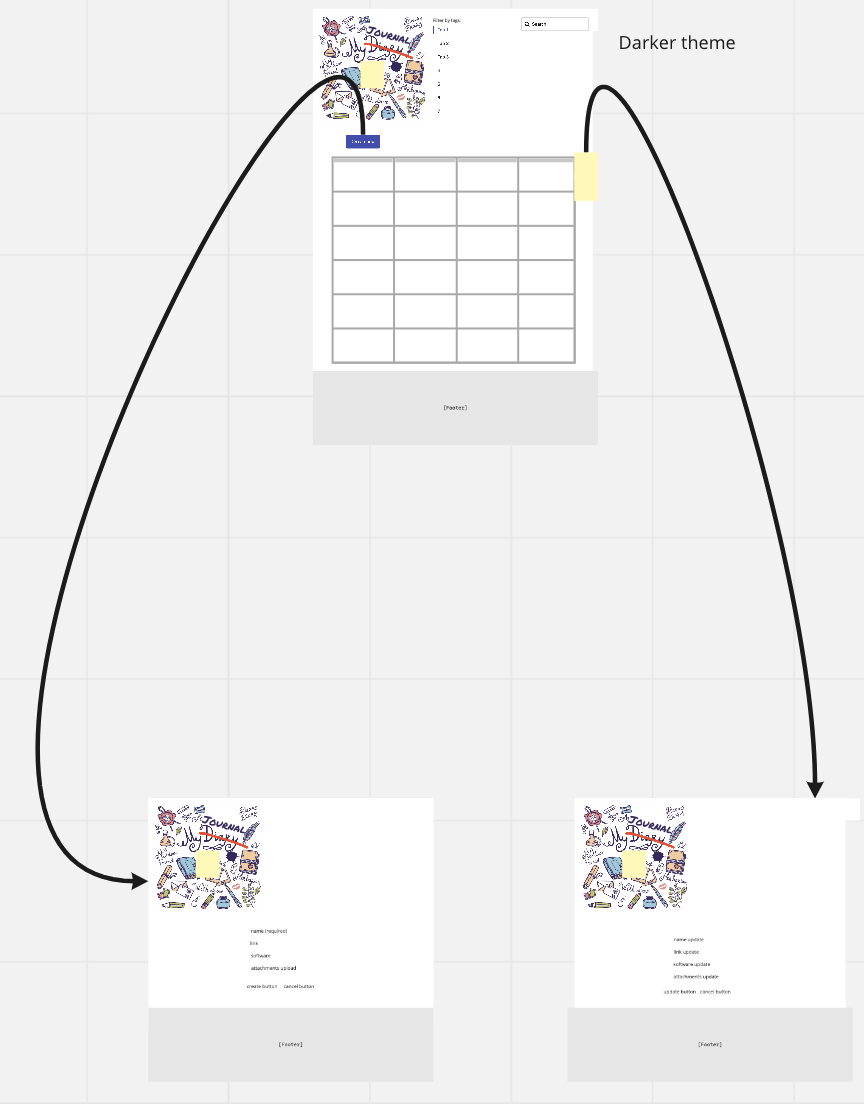 Filter by tags:
Search
Darker theme
JOURNAL
My Diary
[Footer]
JOURNAL
My Diary
name (required)
link
software
attachments upload
create button cancel button
[Footer]
JOURNAL
My Diary
name update
link update
software update
attachments update
update button cancel button
[Footer]